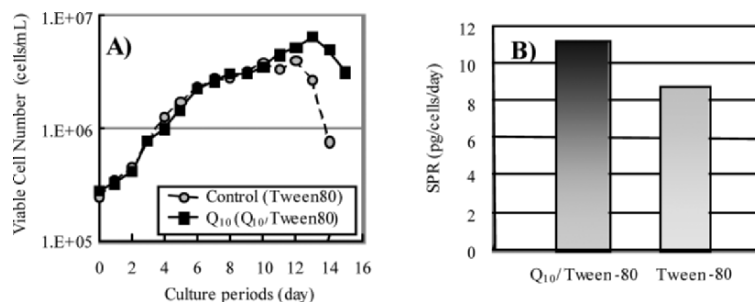 A)
Viable Cell Number (cells/mL)
1.E+07
1.E+06
1.E+05
Control (Tween80)
Q10 (Q10/Tween80)
0 2 4 6 8 10 12 14 16
Culture periods (day)
B)
SPR (pg/cells/day)
12
10
8
6
4
2
0
Q10/Tween-80 Tween-80